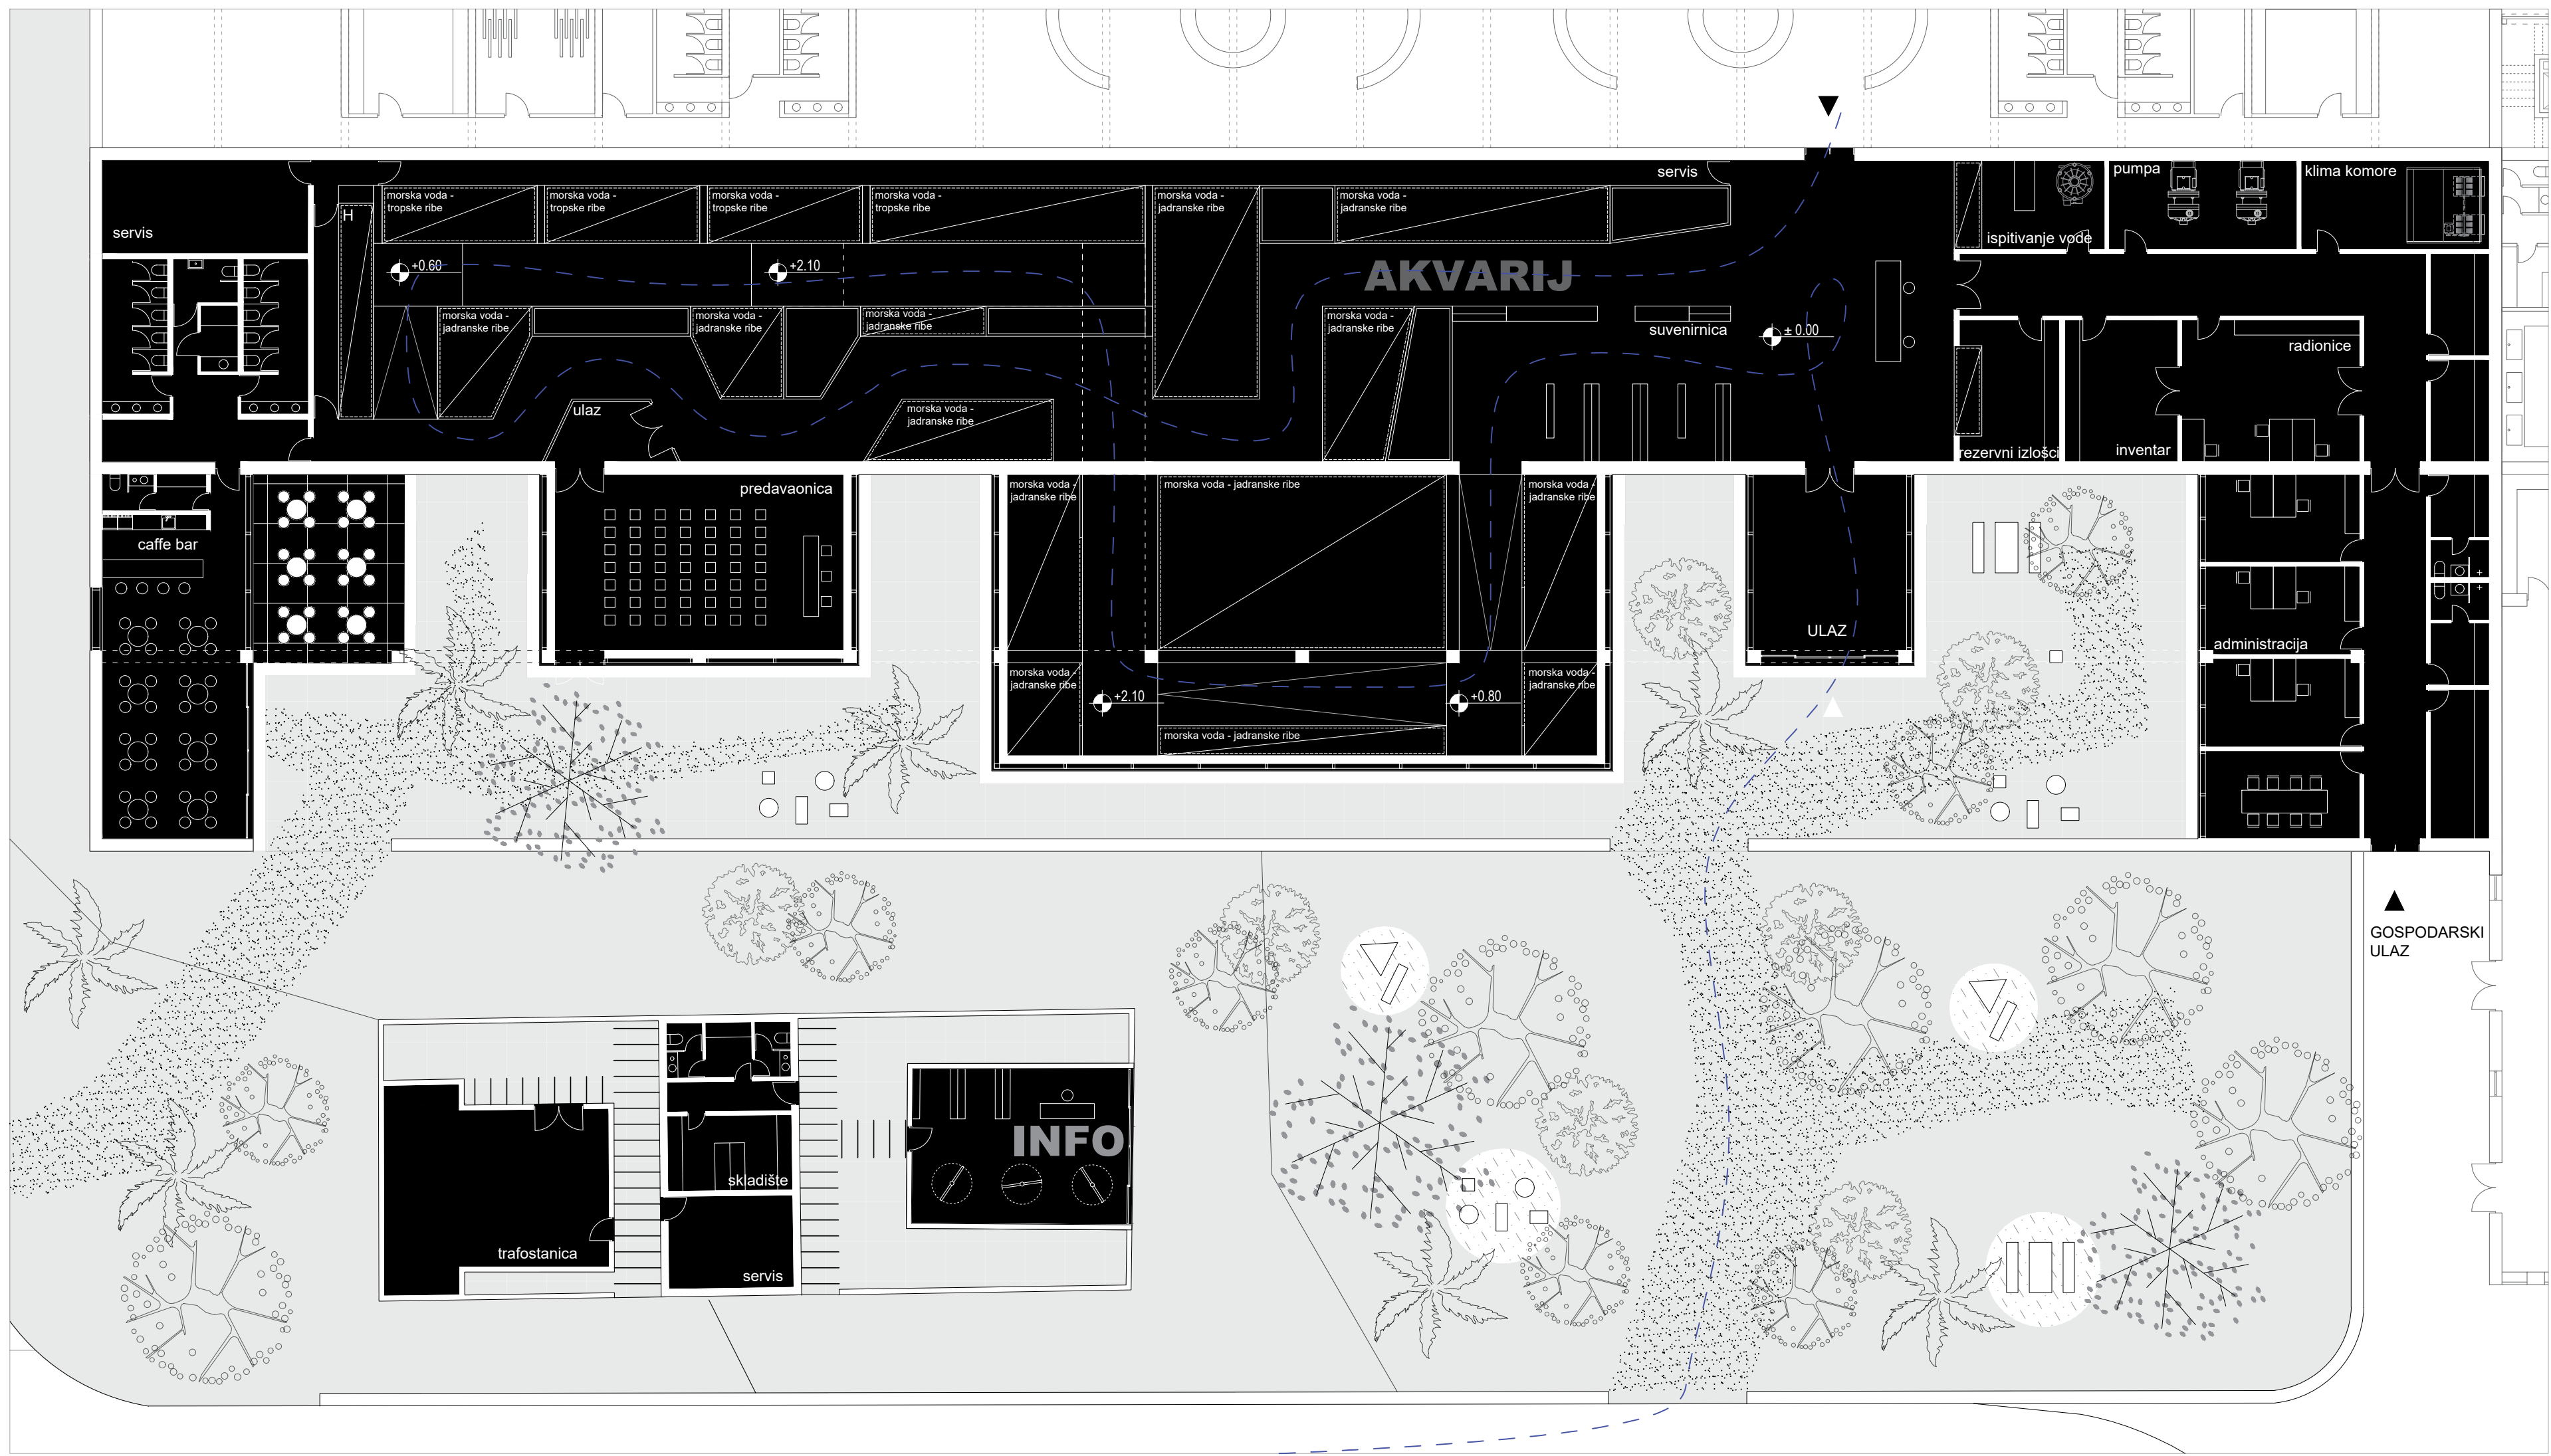 servis
pumpa
klima komore
ispitivanje vode
servis
H
morska voda -
tropske ribe
morska voda -
tropske ribe
morska voda -
tropske ribe
morska voda -
tropske ribe
morska voda -
jadranske ribe
morska voda -
jadranske ribe
+0.60
+2.10
AKVARIJ
morska voda -
jadranske ribe
morska voda -
jadranske ribe
morska voda -
jadranske ribe
morska voda -
jadranske ribe
suvenirnica
± 0.00
radionice
ulaz
morska voda -
jadranske ribe
rezervni izlošci
inventar
caffe bar
predavaonica
morska voda -
jadranske ribe
morska voda - jadranske ribe
morska voda -
jadranske ribe
ULAZ
administracija
morska voda -
jadranske ribe
+2.10
+0.80
morska voda -
jadranske ribe
morska voda - jadranske ribe
GOSPODARSKI
ULAZ
INFO
skladište
trafostanica
servis